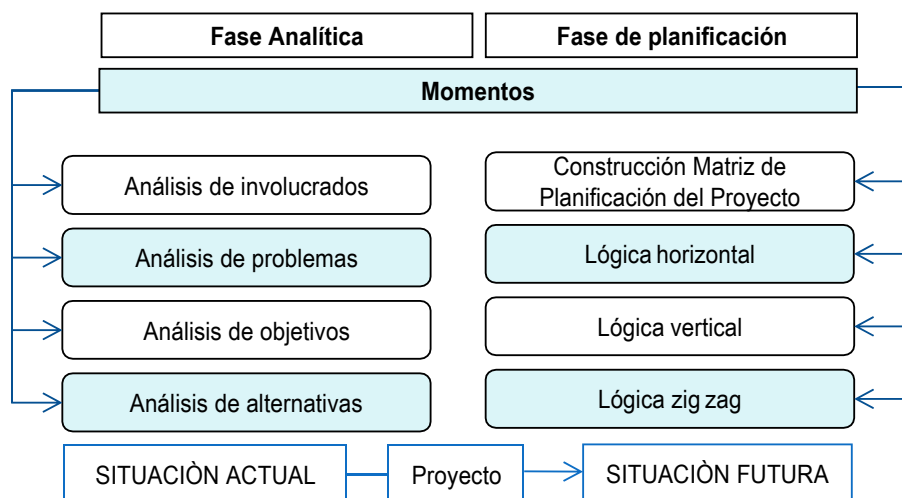 Fase Analítica
Fase de planificación
Momentos
Análisis de involucrados
Construcción Matriz de
Planificación del Proyecto
Análisis de problemas
Lógica horizontal
Análisis de objetivos
Lógica vertical
Análisis de alternativas
Lógica zig zag
SITUACIÒN ACTUAL
Proyecto
SITUACIÒN FUTURA